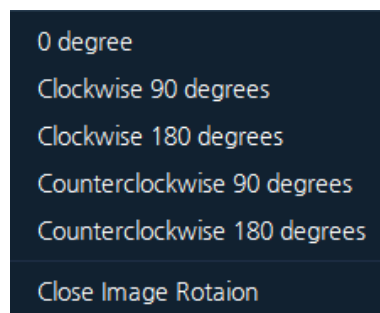 0 degree
Clockwise 90 degrees
Clockwise 180 degrees
Counterclockwise 90 degrees
Counterclockwise 180 degrees
Close Image Rotaion